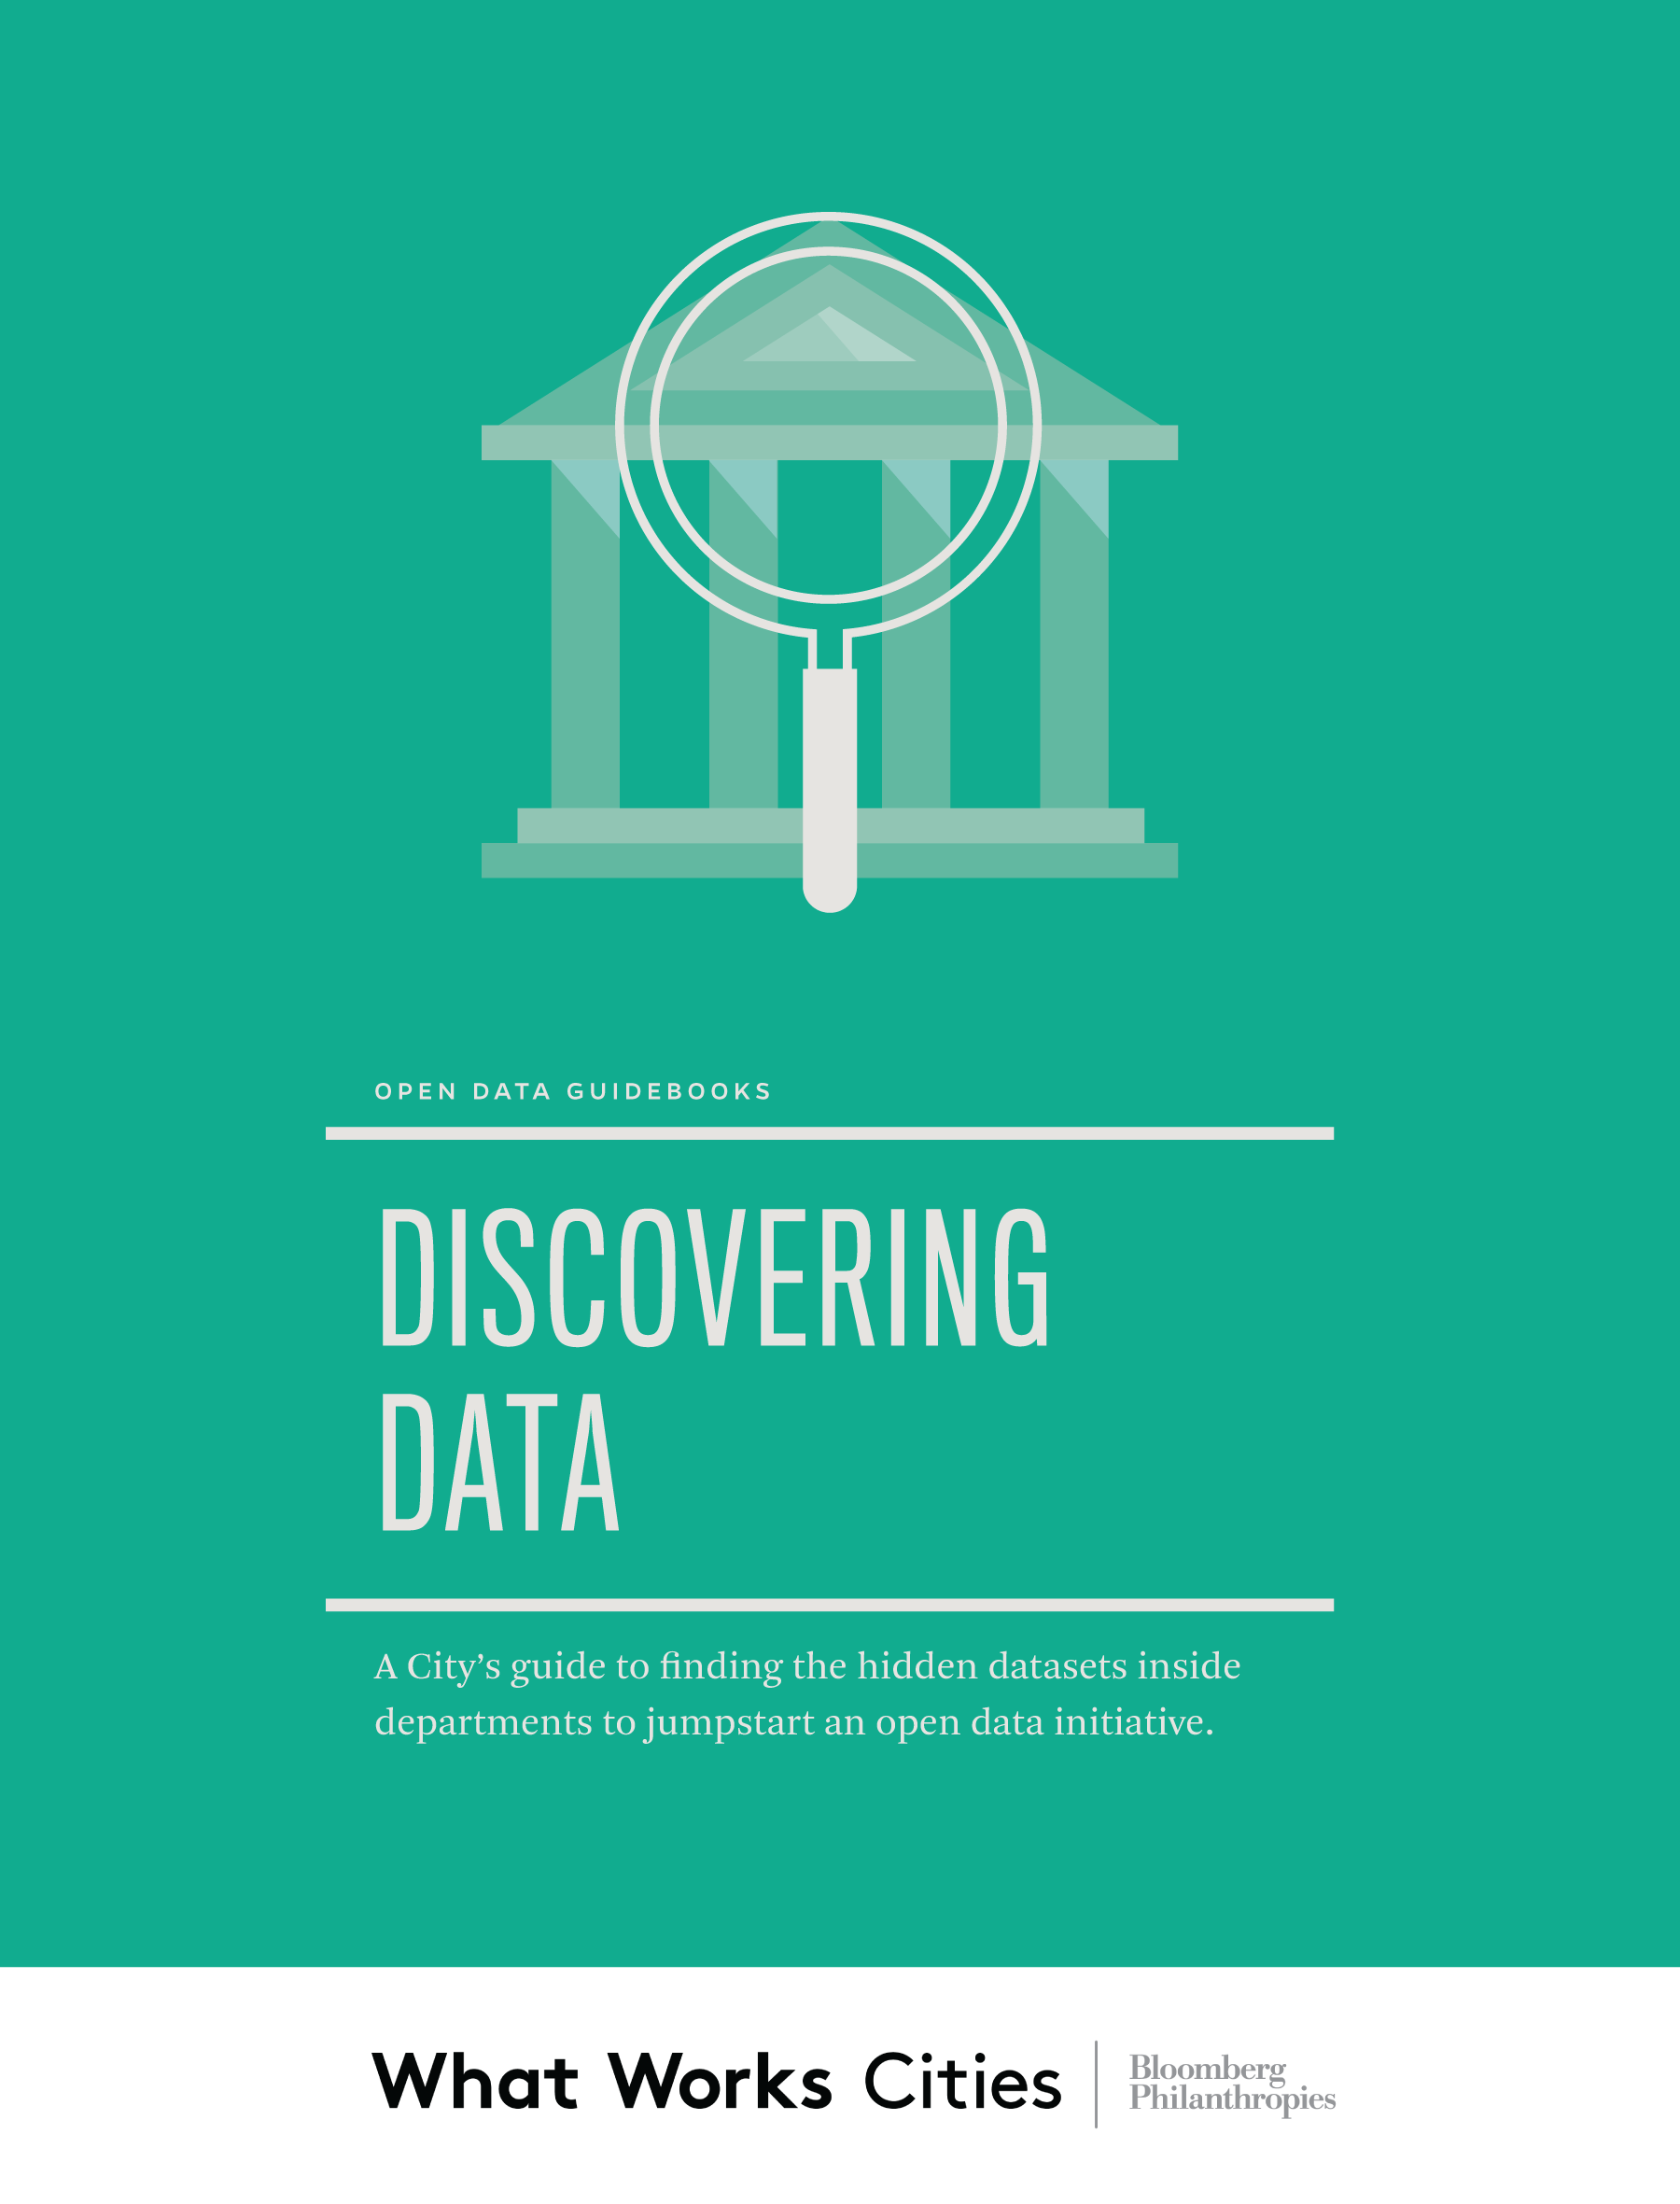 OPEN DATA GUIDEBOOKS
DISCOVERING
DATA
A City’s guide to finding the hidden datasets inside
departments to jumpstart an open data initiative.
What Works Cities
Bloomberg
Philanthropies